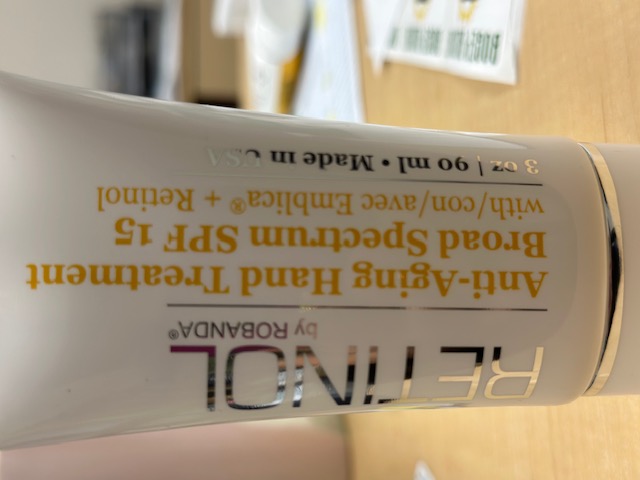 RETINOL
by ROBANDA®
Anti-Aging Hand Treatment
Broad Spectrum SPF 15
with/con/avec Emblica® + Retinol
3 oz | 90 ml • Made in USA